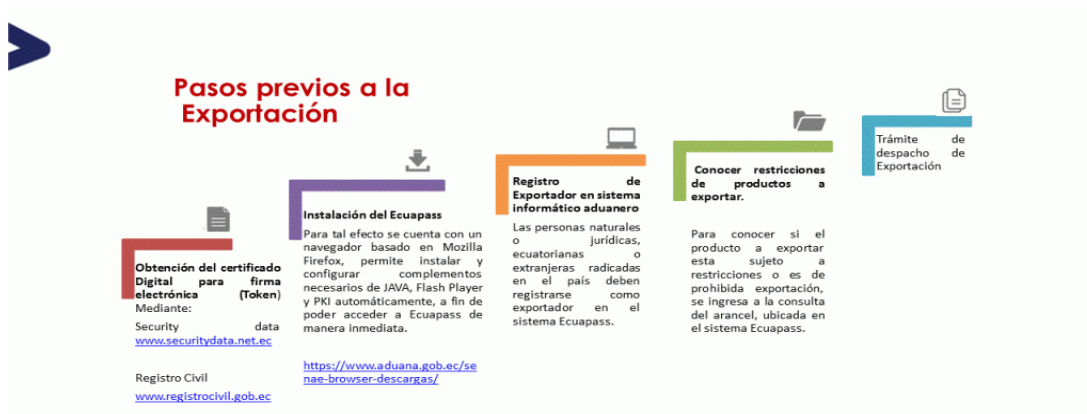 Pasos previos a la
Exportación
Obtención del certificado
Digital para firma
electrónica (Token)
Mediante:
Security data
www.securitydata.net.ec
Registro Civil
www.registrocivil.gob.ec
Instalación del Ecuapass
Para tal efecto se cuenta con un
navegador basado en Mozilla
Firefox, permite instalar y
configurar complementos
necesarios de JAVA, Flash Player
y PKI automáticamente, a fin de
poder acceder a Ecuapass de
manera inmediata.
https://www.aduana.gob.ec/se
nae-browser-descargas/
Registro de
Exportador en sistema
informático aduanero
Las personas naturales
o jurídicas,
ecuatorianas o
extranjeras radicadas
en el país deben
registrarse como
exportador en el
sistema Ecuapass.
Conocer restricciones
de productos a
exportar.
Para conocer si el
producto a exportar
esta sujeto a
restricciones o es de
prohibida exportación,
se ingresa a la consulta
del arancel, ubicada en
el sistema Ecuapass.
Trámite de
despacho de
Exportación